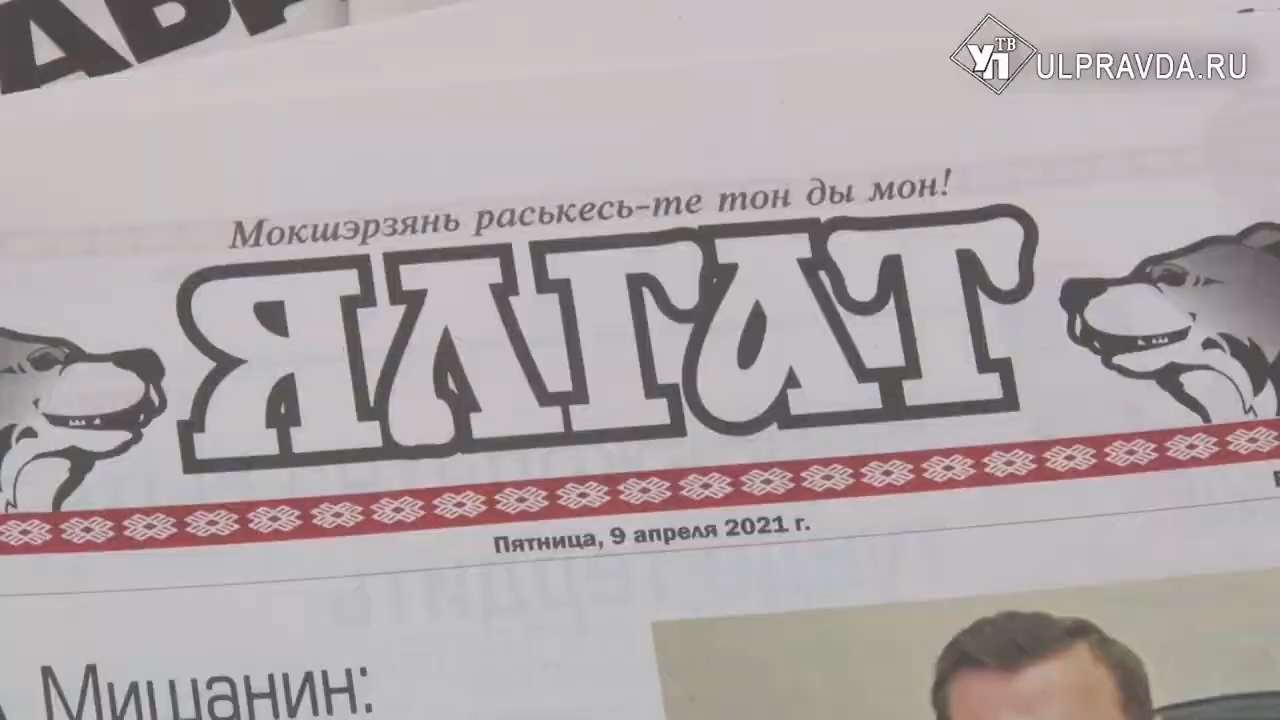 УП ТВ ULPRAVDA.RU
Мокшэрзянь раськесь-те тон ды мон!
ЯЛГАТ
Пятница, 9 апреля 2021 г.
Мишанин: